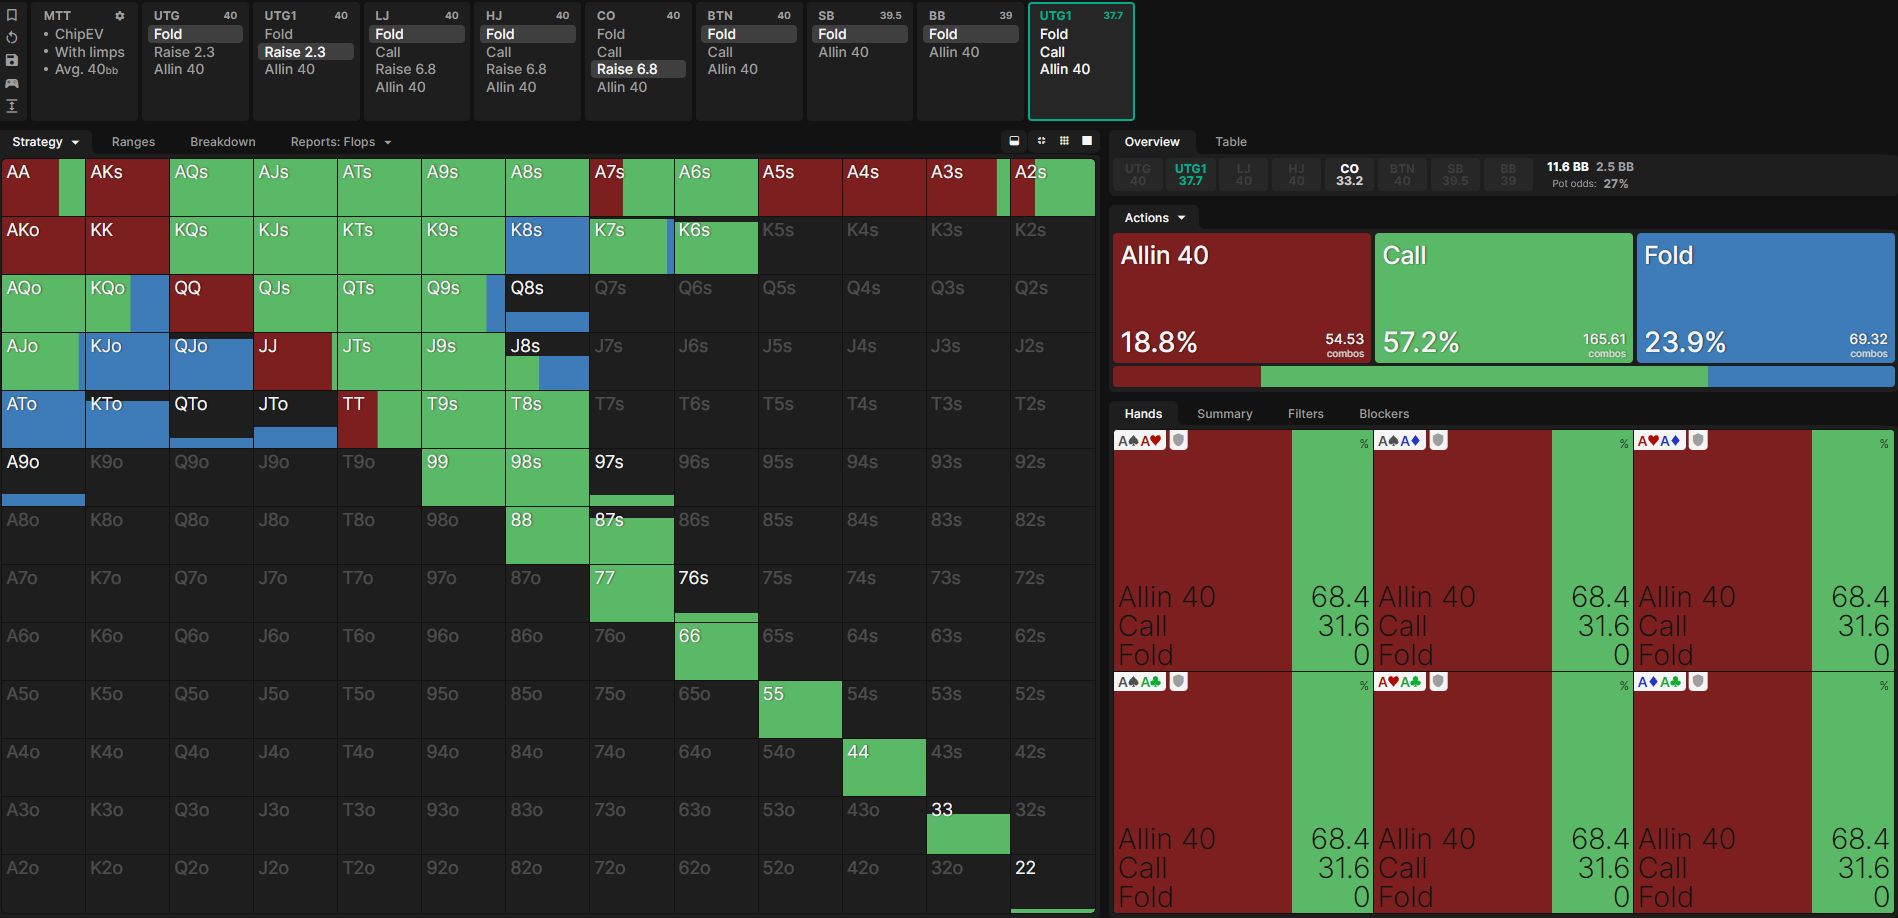 MTT
• ChipEV
• With limps
• Avg. 40bb
UTG 40
Fold
Raise 2.3
Allin 40
UTG1 40
Fold
Raise 2.3
Allin 40
LJ 40
Fold
Call
Raise 6.8
Allin 40
HJ 40
Fold
Call
Raise 6.8
Allin 40
CO 40
Fold
Call
Raise 6.8
Allin 40
BTN 40
Fold
Call
Allin 40
SB 39.5
Fold
Allin 40
BB 39
Fold
Allin 40
UTG1 37.7
Fold
Call
Allin 40
Strategy Ranges Breakdown Reports: Flops
AA AKs AQs AJs ATs A9s A8s A7s A6s A5s A4s A3s A2s
AKo KK KQs KJs KTs K9s K8s K7s K6s K5s K4s K3s K2s
AQo KQo QQ QJs QTs Q9s Q8s Q7s Q6s Q5s Q4s Q3s Q2s
AJo KJo QJo JJ JTs J9s J8s J7s J6s J5s J4s J3s J2s
ATo KTo QTo JTo TT T9s T8s T7s T6s T5s T4s T3s T2s
A9o K9o Q9o J9o T9o 99 98s 97s 96s 95s 94s 93s 92s
A8o K8o Q8o J8o T8o 98o 88 87s 86s 85s 84s 83s 82s
A7o K7o Q7o J7o T7o 97o 87o 77 76s 75s 74s 73s 72s
A6o K6o Q6o J6o T6o 96o 86o 76o 66 65s 64s 63s 62s
A5o K5o Q5o J5o T5o 95o 85o 75o 65o 55 54s 53s 52s
A4o K4o Q4o J4o T4o 94o 84o 74o 64o 54o 44 43s 42s
A3o K3o Q3o J3o T3o 93o 83o 73o 63o 53o 43o 33 32s
A2o K2o Q2o J2o T2o 92o 82o 72o 62o 52o 42o 32o 22
Overview Table
UTG UTG1 LJ HJ CO BTN SB BB
40 37.7 40 40 33.2 40 39.5 39
11.6 BB 2.5 BB
Pot odds: 27%
Actions
Allin 40
18.8%
54.53
combos
Call
57.2%
165.61
combos
Fold
23.9%
69.32
combos
Hands Summary Filters Blockers
A♠A♥ % A♠A♦ % A♥A♦ %
Allin 40 68.4 Allin 40 68.4 Allin 40 68.4
Call 31.6 Call 31.6 Call 31.6
Fold 0 Fold 0 Fold 0
A♠A♣ % A♥A♣ % A♦A♣ %
Allin 40 68.4 Allin 40 68.4 Allin 40 68.4
Call 31.6 Call 31.6 Call 31.6
Fold 0 Fold 0 Fold 0